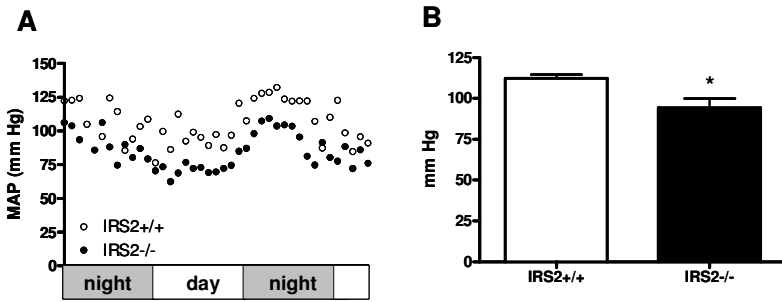 A
B
MAP (mm Hg)
150
125
100
75
50
25
0
IRS2+/+
IRS2-/-
night
day
night
mm Hg
125
100
75
50
25
0
*
IRS2+/+
IRS2-/-